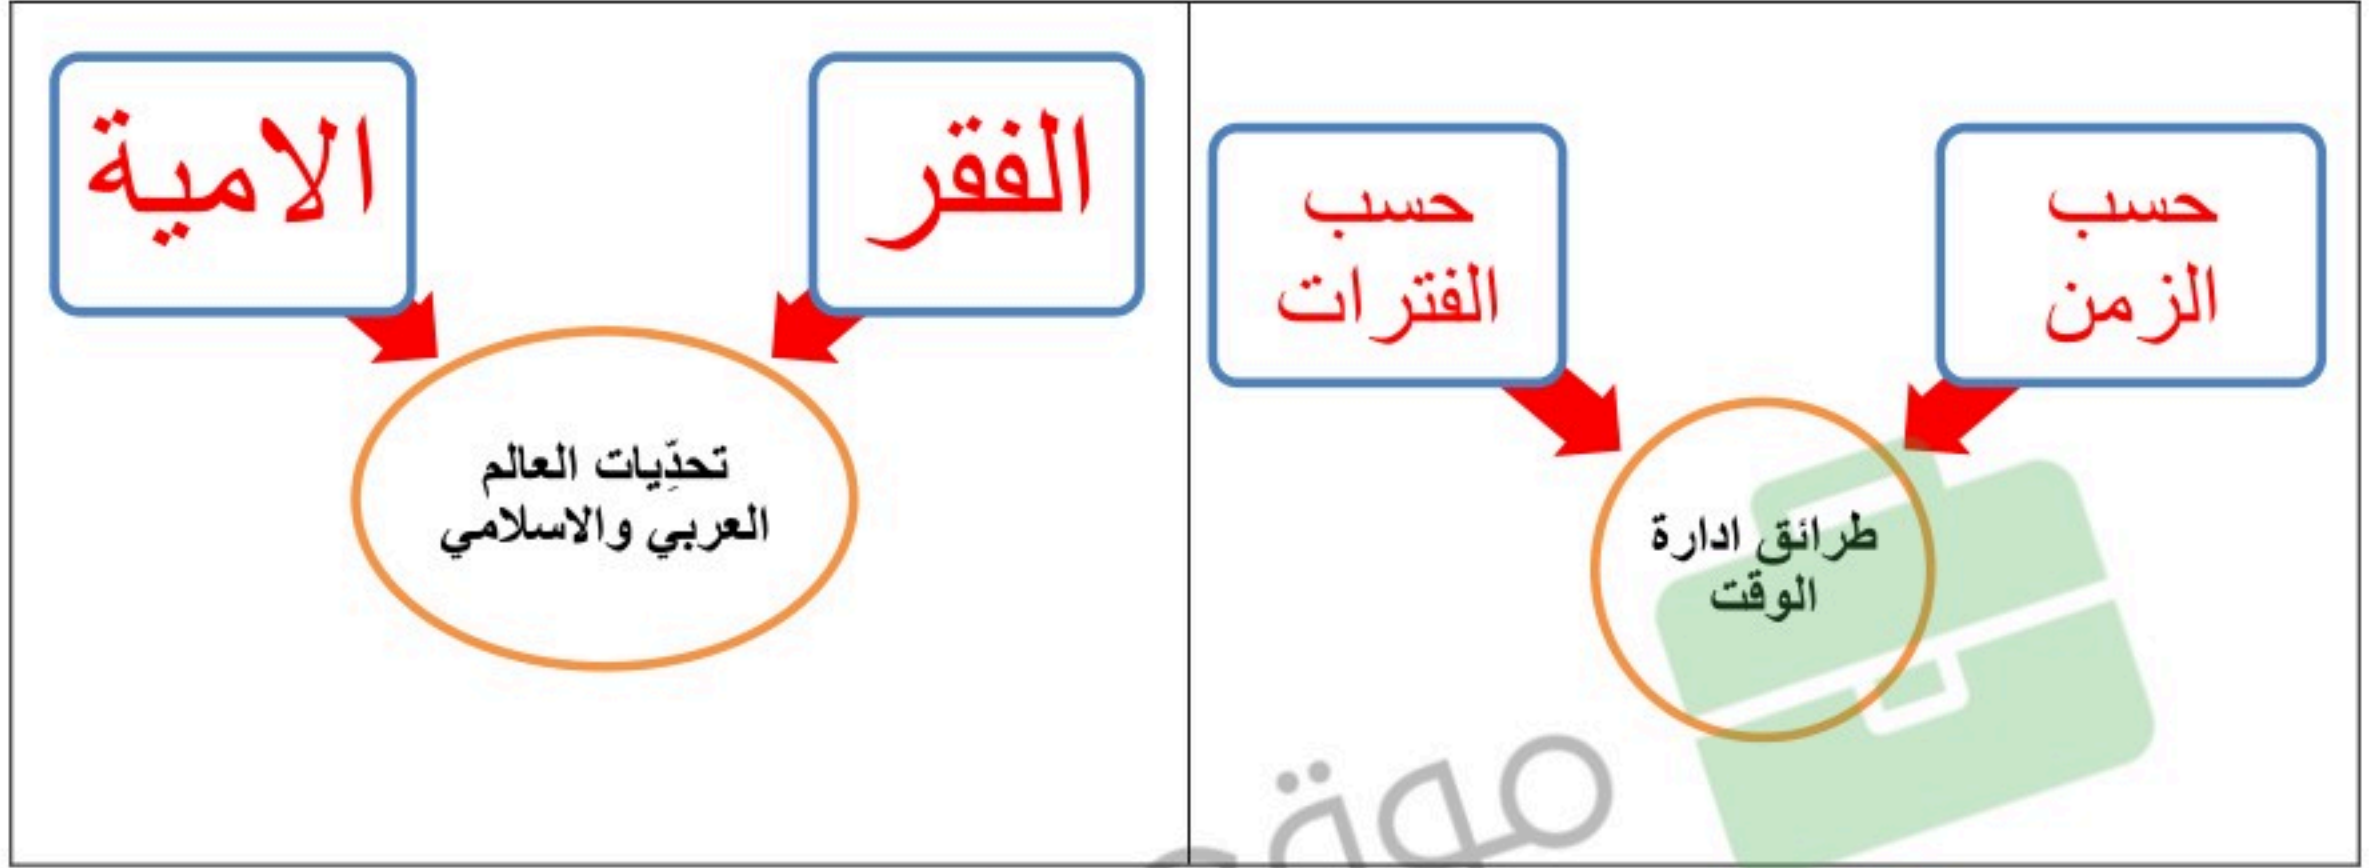 حسب
الزمن
حسب
الفترات
طرائق ادارة
الوقت
الفقر
الامية
تحدِّيات العالم
العربي والاسلامي